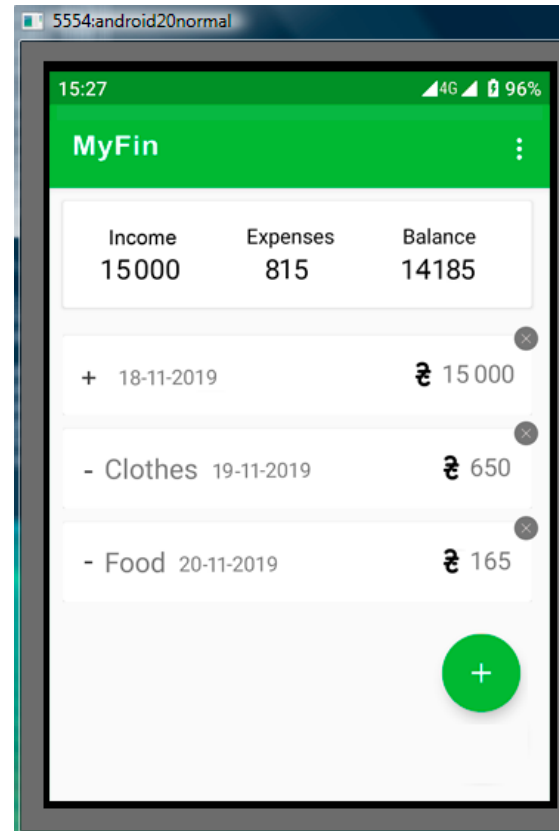 5554:android20normal
15:27 4G 96%
MyFin
Income Expenses Balance
15000 815 14185
+ 18-11-2019 ₴ 15 000
- Clothes 19-11-2019 ₴ 650
- Food 20-11-2019 ₴ 165
+